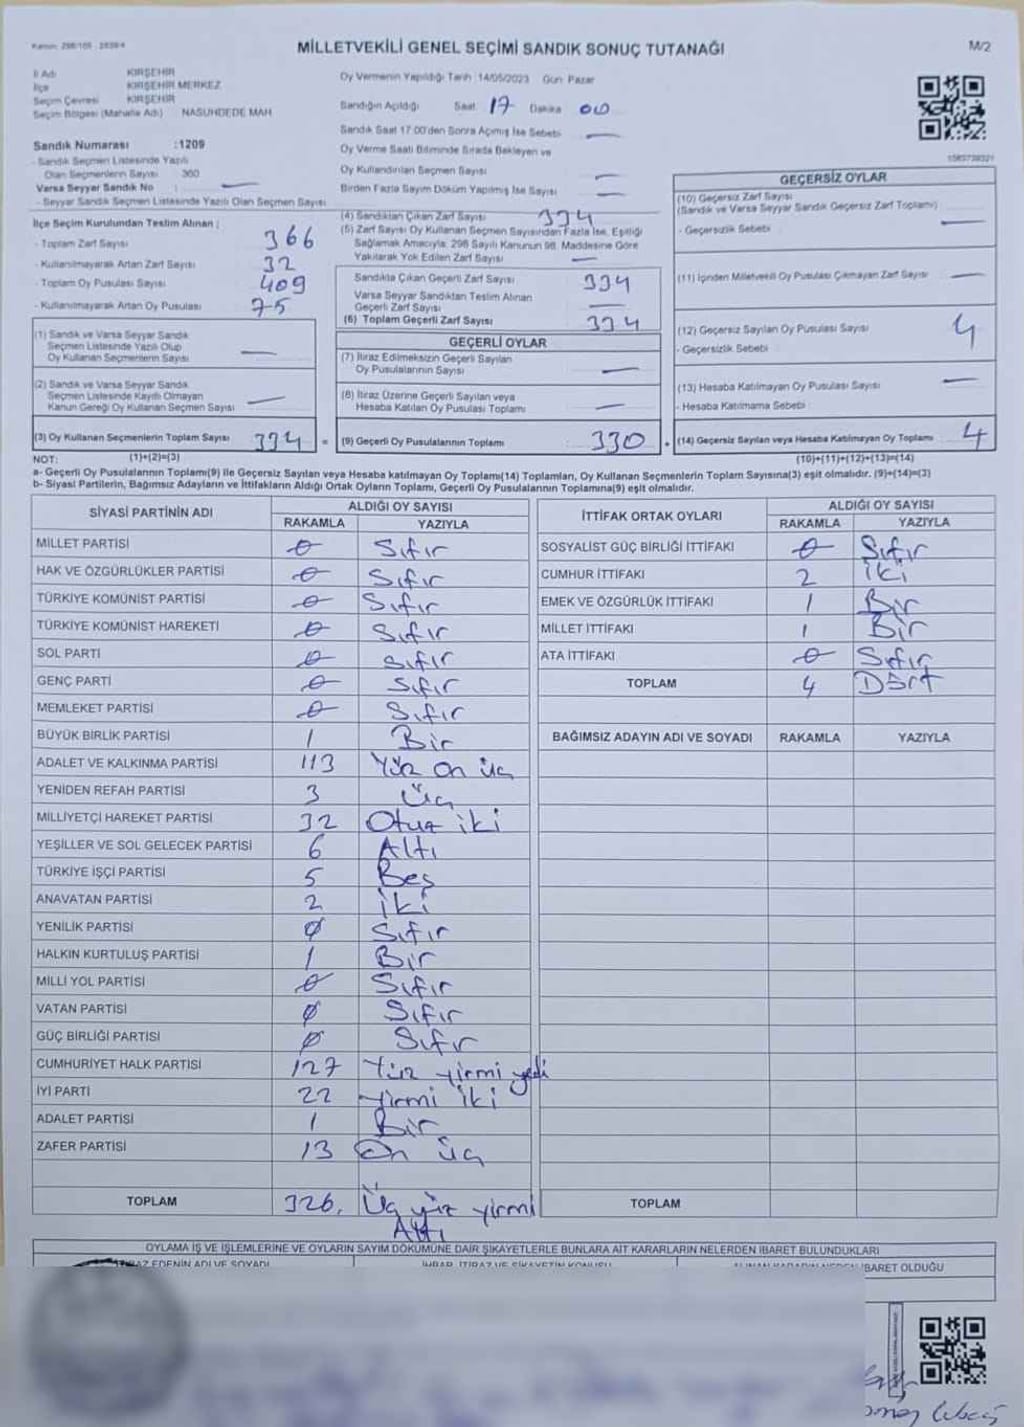 MİLLETVEKİLİ GENEL SEÇİMİ SANDIK SONUÇ TUTANAĞI
M/2
İl Adı KIRŞEHİR
İlçe KIRŞEHİR MERKEZ
Seçim Çevresi KIRŞEHİR
Seçim Bölgesi (Mahalle Adı) : NASUHDEDE MAH
Oy Vermenin Yapıldığı Tarih : 14/05/2023 Gün : Pazar
Sandığın Açıldığı Saat 17 Dakika 00
Sandık Saat 17.00'den Sonra Açılmış İse Sebebi —
Oy Verme Saati Bitiminde Sırada Bekleyen ve
Oy Kullandırılan Seçmen Sayısı —
Birden Fazla Sayım Döküm Yapılmış İse Sayısı —
Sandık Numarası :1209
- Sandık Seçmen Listesinde Yazılı
Olan Seçmenlerin Sayısı 360
Varsa Seyyar Sandık No : —
- Seyyar Sandık Seçmen Listesinde Yazılı Olan Seçmen Sayısı
İlçe Seçim Kurulundan Teslim Alınan ;
- Toplam Zarf Sayısı 366
- Kullanılmayarak Artan Zarf Sayısı 32
- Toplam Oy Pusulası Sayısı 409
- Kullanılmayarak Artan Oy Pusulası 75
(1) Sandık ve Varsa Seyyar Sandık
Seçmen Listesinde Yazılı Olup
Oy Kullanan Seçmenlerin Sayısı —
(2) Sandık ve Varsa Seyyar Sandık
Seçmen Listesinde Kayıtlı Olmayan
Kanun Gereği Oy Kullanan Seçmen Sayısı —
(3) Oy Kullanan Seçmenlerin Toplam Sayısı 334 =
(4) Sandıktan Çıkan Zarf Sayısı 334
(5) Zarf Sayısı Oy Kullanan Seçmen Sayısından Fazla İse, Eşitliği
Sağlamak Amacıyla, 298 Sayılı Kanunun 98. Maddesine Göre
Yakılarak Yok Edilen Zarf Sayısı —
Sandıkta Çıkan Geçerli Zarf Sayısı 334
Varsa Seyyar Sandıktan Teslim Alınan
Geçerli Zarf Sayısı —
(6) Toplam Geçerli Zarf Sayısı 334
GEÇERLİ OYLAR
(7) İtiraz Edilmeksizin Geçerli Sayılan
Oy Pusulalarının Sayısı —
(8) İtiraz Üzerine Geçerli Sayılan veya
Hesaba Katılan Oy Pusulası Toplamı —
(9) Geçerli Oy Pusulalarının Toplamı : 330 +
GEÇERSİZ OYLAR
(10) Geçersiz Zarf Sayısı
(Sandık ve Varsa Seyyar Sandık Geçersiz Zarf Toplamı)
- Geçersizlik Sebebi —
(11) İçinden Milletvekili Oy Pusulası Çıkmayan Zarf Sayısı —
(12) Geçersiz Sayılan Oy Pusulası Sayısı 4
- Geçersizlik Sebebi
(13) Hesaba Katılmayan Oy Pusulası Sayısı —
- Hesaba Katılmama Sebebi
(14) Geçersiz Sayılan veya Hesaba Katılmayan Oy Toplamı 4
NOT: (1)+(2)=(3) (10)+(11)+(12)+(13)=(14)
a- Geçerli Oy Pusulalarının Toplamı(9) ile Geçersiz Sayılan veya Hesaba katılmayan Oy Toplamı(14) Toplamları, Oy Kullanan Seçmenlerin Toplam Sayısına(3) eşit olmalıdır. (9)+(14)=(3)
b- Siyasi Partilerin, Bağımsız Adayların ve İttifakların Aldığı Ortak Oyların Toplamı, Geçerli Oy Pusulalarının Toplamına(9) eşit olmalıdır.
SİYASİ PARTİNİN ADI ALDIĞI OY SAYISI
RAKAMLA YAZIYLA
MİLLET PARTİSİ 0 Sıfır
HAK VE ÖZGÜRLÜKLER PARTİSİ 0 Sıfır
TÜRKİYE KOMÜNİST PARTİSİ 0 Sıfır
TÜRKİYE KOMÜNİST HAREKETİ 0 Sıfır
SOL PARTİ 0 Sıfır
GENÇ PARTİ 0 Sıfır
MEMLEKET PARTİSİ 0 Sıfır
BÜYÜK BİRLİK PARTİSİ 1 Bir
ADALET VE KALKINMA PARTİSİ 113 Yüz on üç
YENİDEN REFAH PARTİSİ 3 Üç
MİLLİYETÇİ HAREKET PARTİSİ 32 Otuz iki
YEŞİLLER VE SOL GELECEK PARTİSİ 6 Altı
TÜRKİYE İŞÇİ PARTİSİ 5 Beş
ANAVATAN PARTİSİ 2 İki
YENİLİK PARTİSİ 0 Sıfır
HALKIN KURTULUŞ PARTİSİ 1 Bir
MİLLİ YOL PARTİSİ 0 Sıfır
VATAN PARTİSİ 0 Sıfır
GÜÇ BİRLİĞİ PARTİSİ 0 Sıfır
CUMHURİYET HALK PARTİSİ 127 Yüz yirmi yedi
İYİ PARTİ 22 yirmi iki
ADALET PARTİSİ 1 Bir
ZAFER PARTİSİ 13 On üç
TOPLAM 326. Üç yüz yirmi
Altı
İTTİFAK ORTAK OYLARI ALDIĞI OY SAYISI
RAKAMLA YAZIYLA
SOSYALİST GÜÇ BİRLİĞİ İTTİFAKI 0 Sıfır
CUMHUR İTTİFAKI 2 İki
EMEK VE ÖZGÜRLÜK İTTİFAKI 1 Bir
MİLLET İTTİFAKI 1 Bir
ATA İTTİFAKI 0 Sıfır
TOPLAM 4 Dört
BAĞIMSIZ ADAYIN ADI VE SOYADI RAKAMLA YAZIYLA
TOPLAM
OYLAMA İŞ VE İŞLEMLERİNE VE OYLARIN SAYIM DÖKÜMÜNE DAİR ŞİKAYETLERLE BUNLARA AİT KARARLARIN NELERDEN İBARET BULUNDUKLARI
EDENİN ADI VE SOYADI
İBARET OLDUĞU